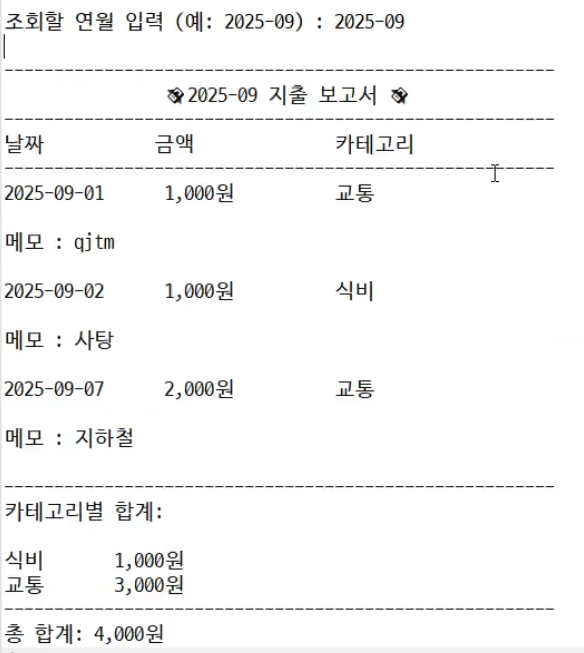 조회할 연월 입력 (예: 2025-09) : 2025-09
-------------------------------------------------------
2025-09 지출 보고서
-------------------------------------------------------
날짜 금액 카테고리
-------------------------------------------------------
2025-09-01 1,000원 교통
메모 : qjtm
2025-09-02 1,000원 식비
메모 : 사탕
2025-09-07 2,000원 교통
메모 : 지하철
-------------------------------------------------------
카테고리별 합계:
식비 1,000원
교통 3,000원
-------------------------------------------------------
총 합계: 4,000원